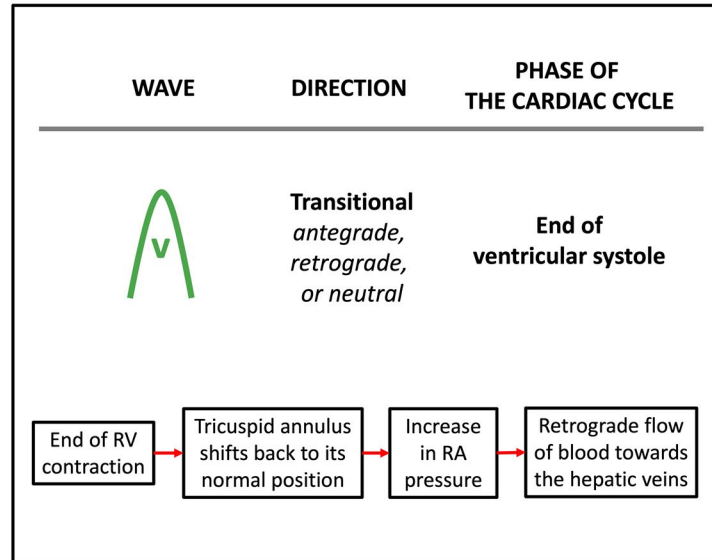 WAVE
DIRECTION
PHASE OF
THE CARDIAC CYCLE
V
Transitional
antegrade,
retrograde,
or neutral
End of
ventricular systole
End of RV
contraction
Tricuspid annulus
shifts back to its
normal position
Increase
in RA
pressure
Retrograde flow
of blood towards
the hepatic veins